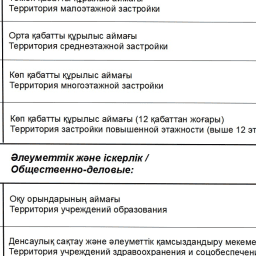 Территория малоэтажной застройки
Орта қабатты құрылыс аймағы
Территория среднеэтажной застройки
Көп қабатты құрылыс аймағы
Территория многоэтажной застройки
Көп қабатты құрылыс аймағы (12 қабаттан жоғары)
Территория застройки повышенной этажности (выше 12
Әлеуметтік және іскерлік /
Общественно-деловые:
Оқу орындарының аймағы
Территория учреждений образования
Денсаулық сақтау және әлеуметтік қамсыздандыру
Территория учреждений здравоохранения и